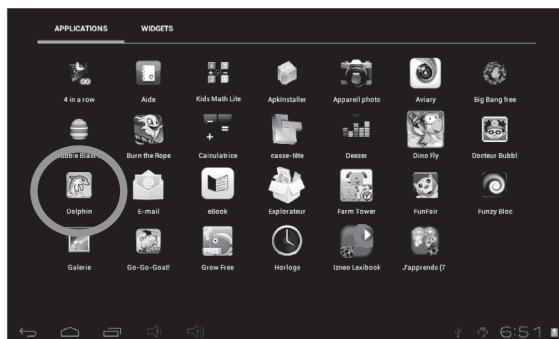 APPLICATIONS WIDGETS
4 in a row Aide Kids Math Lite ApkInstaller Appareil photo Aviary Big Bang free
Burn the Rope Calculatrice casse-tête Deezer Dino Fly Docteur Bubbl
Dolphin E-mail eBook Explorateur Farm Tower FunFair Funzy Bloc
Galerie Go-Go-Goat! Grow Free Horloge Izneo Lexibook J'apprends (7
6:51